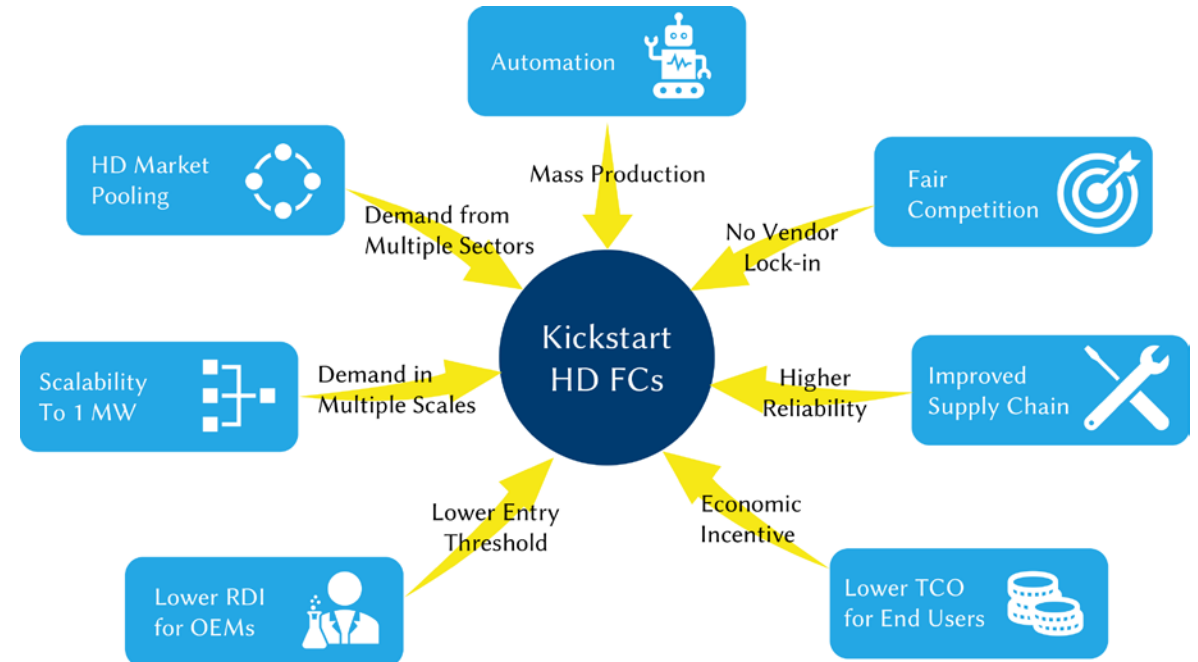 Automation
Mass Production
HD Market
Pooling
Demand from
Multiple Sectors
Fair
Competition
No Vendor
Lock-in
Kickstart
HD FCs
Scalability
To 1 MW
Demand in
Multiple Scales
Higher
Reliability
Improved
Supply Chain
Lower Entry
Threshold
Economic
Incentive
Lower RDI
for OEMs
Lower TCO
for End Users